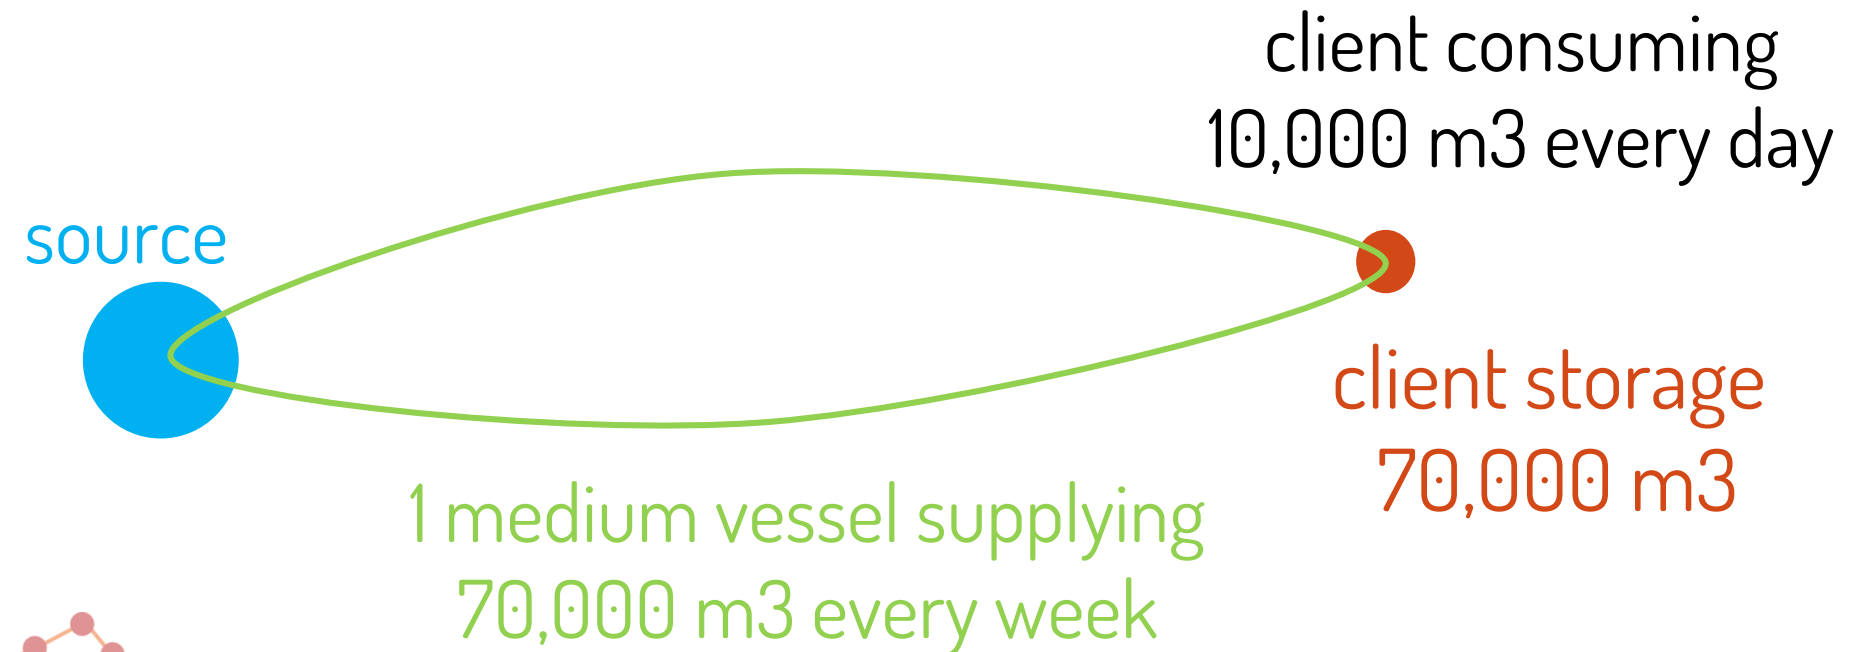 client consuming
10,000 m3 every day
source
client storage
70,000 m3
1 medium vessel supplying
70,000 m3 every week